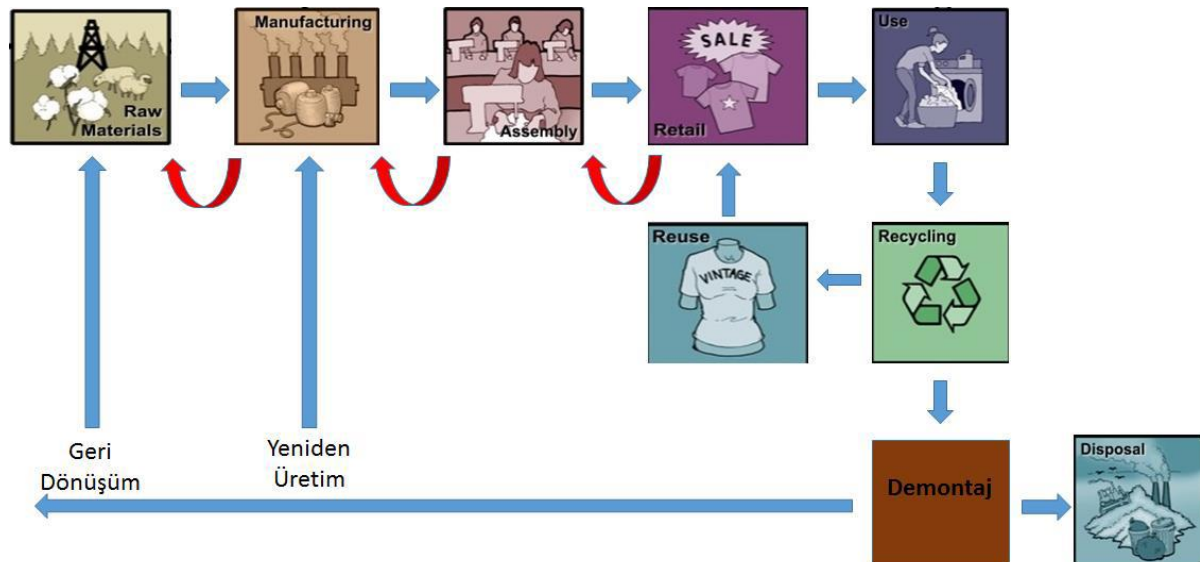 Raw
Materials
Manufacturing
Assembly
SALE
Retail
Use
Reuse
VINTAGE
Recycling
Geri
Dönüşüm
Yeniden
Üretim
Demontaj
Disposal